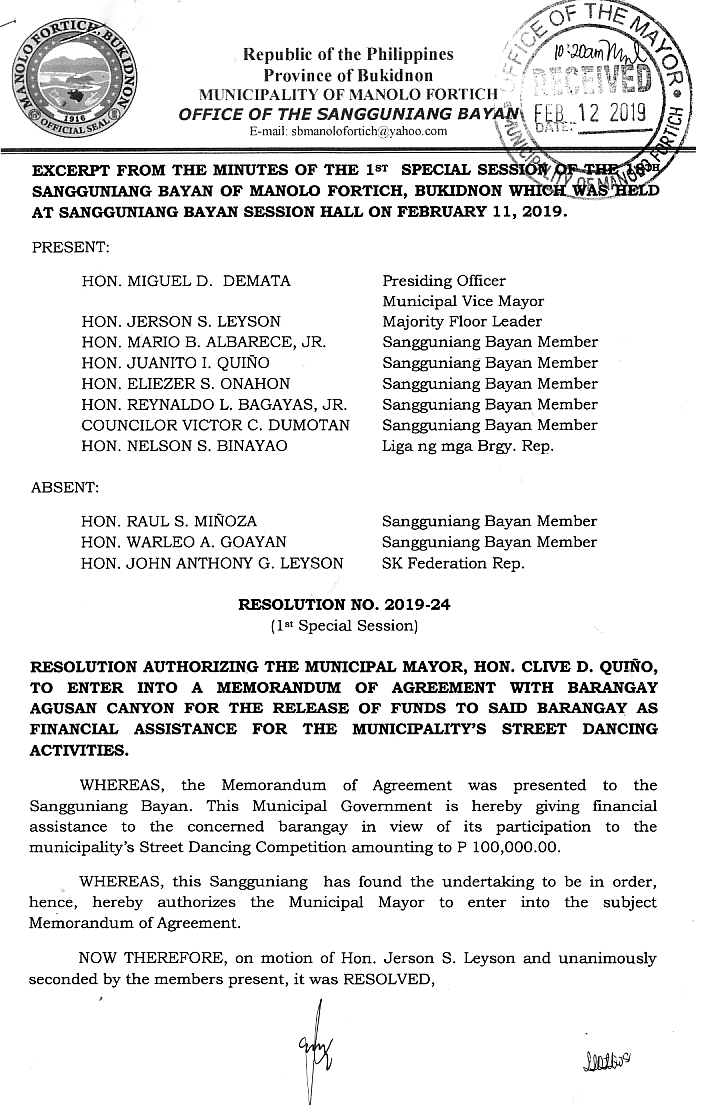 MANOLO FORTICH, BUKIDNON
1916
OFFICIAL SEAL
Republic of the Philippines
Province of Bukidnon
MUNICIPALITY OF MANOLO FORTICH
OFFICE OF THE SANGGUNIANG BAYAN
E-mail: sbmanolofortich@yahoo.com
OFFICE OF THE MAYOR
10:20am
RECEIVED
FEB 12 2019
DATE:
MUNICIPALITY OF MANOLO FORTICH
EXCERPT FROM THE MINUTES OF THE 1ST SPECIAL SESSION OF THE 18TH
SANGGUNIANG BAYAN OF MANOLO FORTICH, BUKIDNON WHICH WAS HELD
AT SANGGUNIANG BAYAN SESSION HALL ON FEBRUARY 11, 2019.
PRESENT:
HON. MIGUEL D. DEMATA Presiding Officer
Municipal Vice Mayor
HON. JERSON S. LEYSON Majority Floor Leader
HON. MARIO B. ALBARECE, JR. Sangguniang Bayan Member
HON. JUANITO I. QUIÑO Sangguniang Bayan Member
HON. ELIEZER S. ONAHON Sangguniang Bayan Member
HON. REYNALDO L. BAGAYAS, JR. Sangguniang Bayan Member
COUNCILOR VICTOR C. DUMOTAN Sangguniang Bayan Member
HON. NELSON S. BINAYAO Liga ng mga Brgy. Rep.
ABSENT:
HON. RAUL S. MIÑOZA Sangguniang Bayan Member
HON. WARLEO A. GOAYAN Sangguniang Bayan Member
HON. JOHN ANTHONY G. LEYSON SK Federation Rep.
RESOLUTION NO. 2019-24
(1st Special Session)
RESOLUTION AUTHORIZING THE MUNICIPAL MAYOR, HON. CLIVE D. QUIÑO,
TO ENTER INTO A MEMORANDUM OF AGREEMENT WITH BARANGAY
AGUSAN CANYON FOR THE RELEASE OF FUNDS TO SAID BARANGAY AS
FINANCIAL ASSISTANCE FOR THE MUNICIPALITY'S STREET DANCING
ACTIVITIES.
WHEREAS, the Memorandum of Agreement was presented to the
Sangguniang Bayan. This Municipal Government is hereby giving financial
assistance to the concerned barangay in view of its participation to the
municipality's Street Dancing Competition amounting to P 100,000.00.
WHEREAS, this Sangguniang has found the undertaking to be in order,
hence, hereby authorizes the Municipal Mayor to enter into the subject
Memorandum of Agreement.
NOW THEREFORE, on motion of Hon. Jerson S. Leyson and unanimously
seconded by the members present, it was RESOLVED,